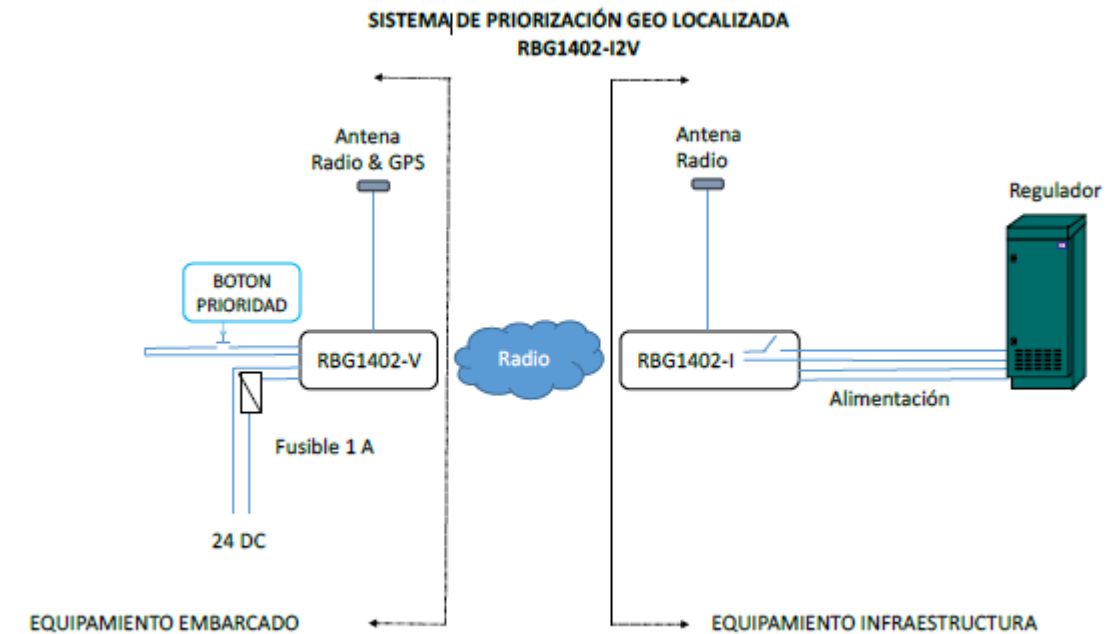 SISTEMA DE PRIORIZACIÓN GEO LOCALIZADA
RBG1402-I2V
Antena
Radio & GPS
Antena
Radio
Regulador
BOTON
PRIORIDAD
RBG1402-V
Radio
RBG1402-I
Alimentación
Fusible 1 A
24 DC
EQUIPAMIENTO EMBARCADO
EQUIPAMIENTO INFRAESTRUCTURA